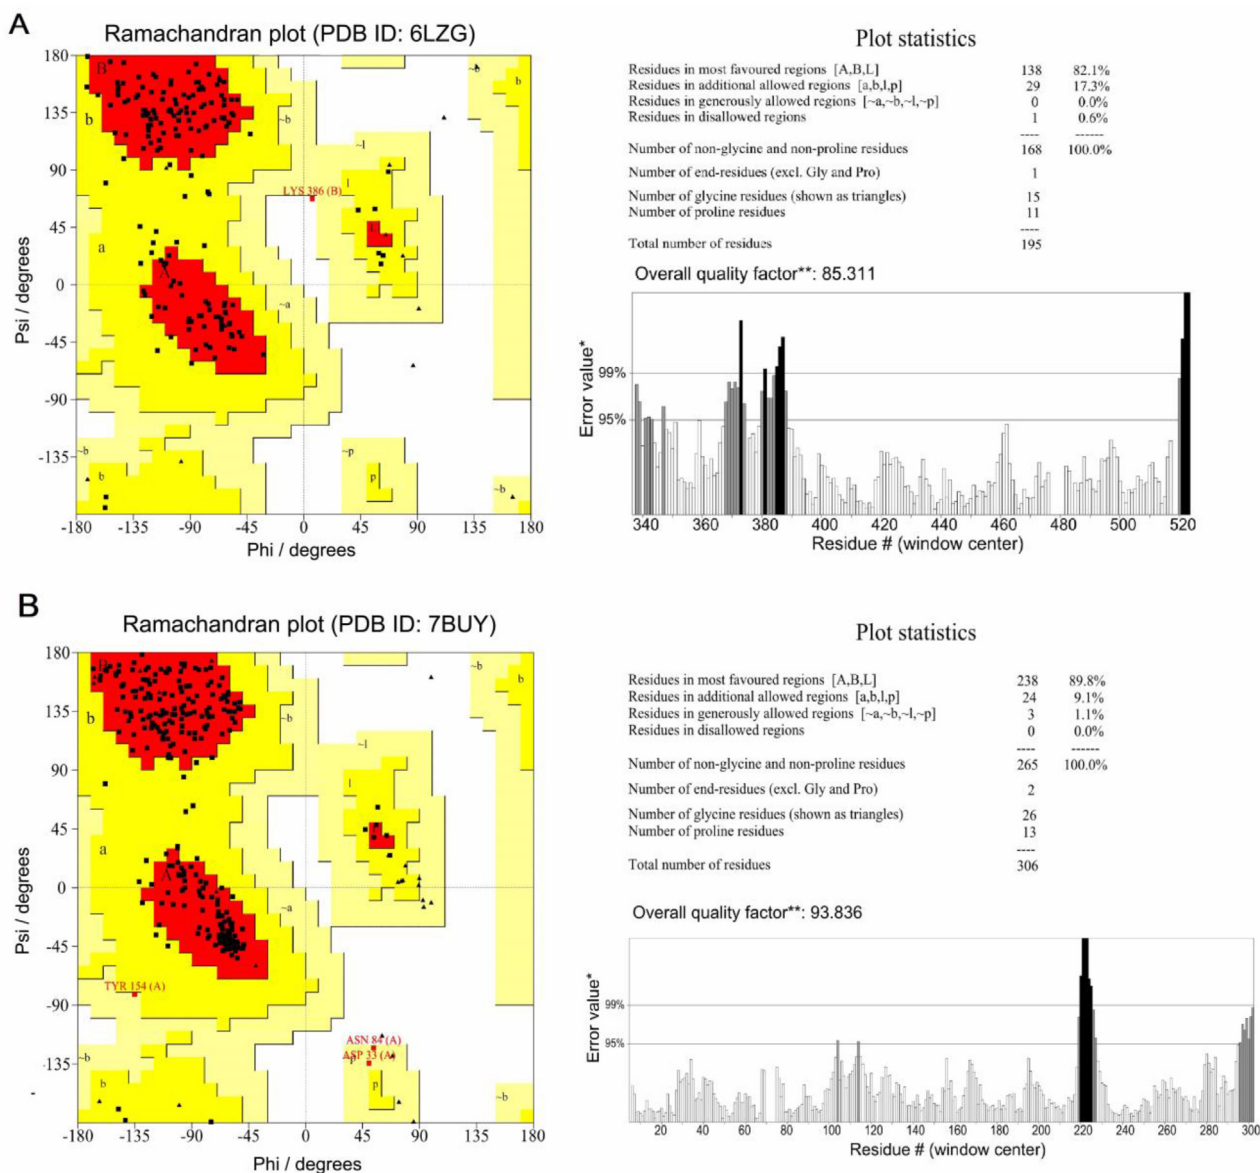 A
Ramachandran plot (PDB ID: 6LZG)
180
135
90
45
0
-45
-90
-135
-180
Psi / degrees
B
b
a
A
~b
~l
l
~a
~b
b
~p
p
~b
b
~b
LYS 386 (B)
-180 -135 -90 -45 0 45 90 135 180
Phi / degrees
Plot statistics
Residues in most favoured regions [A,B,L] 138 82.1%
Residues in additional allowed regions [a,b,l,p] 29 17.3%
Residues in generously allowed regions [~a,~b,~l,~p] 0 0.0%
Residues in disallowed regions 1 0.6%
---- ------
Number of non-glycine and non-proline residues 168 100.0%
Number of end-residues (excl. Gly and Pro) 1
Number of glycine residues (shown as triangles) 15
Number of proline residues 11
----
Total number of residues 195
Overall quality factor**: 85.311
Error value*
99%
95%
340 360 380 400 420 440 460 480 500 520
Residue # (window center)
B
Ramachandran plot (PDB ID: 7BUY)
180
135
90
45
0
-45
-90
-135
-180
Psi / degrees
B
b
a
A
~b
~l
l
~a
~b
b
p
~b
b
~b
TYR 154 (A)
ASN 84 (A)
ASP 33 (A)
-180 -135 -90 -45 0 45 90 135 180
Phi / degrees
Plot statistics
Residues in most favoured regions [A,B,L] 238 89.8%
Residues in additional allowed regions [a,b,l,p] 24 9.1%
Residues in generously allowed regions [~a,~b,~l,~p] 3 1.1%
Residues in disallowed regions 0 0.0%
---- ------
Number of non-glycine and non-proline residues 265 100.0%
Number of end-residues (excl. Gly and Pro) 2
Number of glycine residues (shown as triangles) 26
Number of proline residues 13
----
Total number of residues 306
Overall quality factor**: 93.836
Error value*
99%
95%
20 40 60 80 100 120 140 160 180 200 220 240 260 280 300
Residue # (window center)